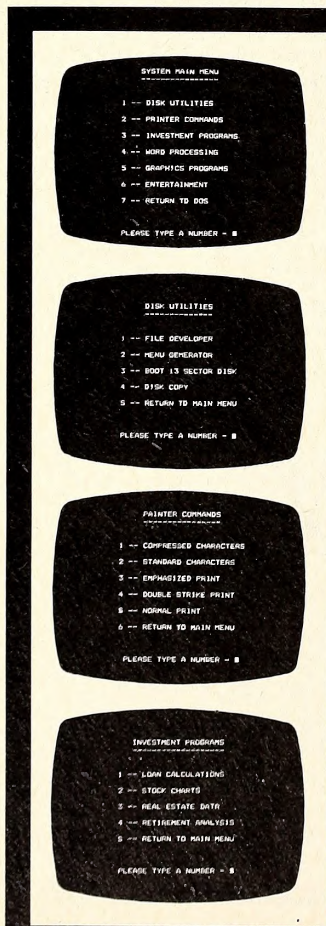 SYSTEM MAIN MENU
1 -- DISK UTILITIES
2 -- PRINTER COMMANDS
3 -- INVESTMENT PROGRAMS
4 -- WORD PROCESSING
5 -- GRAPHICS PROGRAMS
6 -- ENTERTAINMENT
7 -- RETURN TO DOS
PLEASE TYPE A NUMBER -
DISK UTILITIES
1 -- FILE DEVELOPER
2 -- MENU GENERATOR
3 -- BOOT 13 SECTOR DISK
4 -- DISK COPY
5 -- RETURN TO MAIN MENU
PLEASE TYPE A NUMBER -
PRINTER COMMANDS
1 -- COMPRESSED CHARACTERS
2 -- STANDARD CHARACTERS
3 -- EMPHASIZED PRINT
4 -- DOUBLE STRIKE PRINT
5 -- NORMAL PRINT
6 -- RETURN TO MAIN MENU
PLEASE TYPE A NUMBER -
INVESTMENT PROGRAMS
1 -- LOAN CALCULATIONS
2 -- STOCK CHARTS
3 -- REAL ESTATE DATA
4 -- RETIREMENT ANALYSIS
5 -- RETURN TO MAIN MENU
PLEASE TYPE A NUMBER -